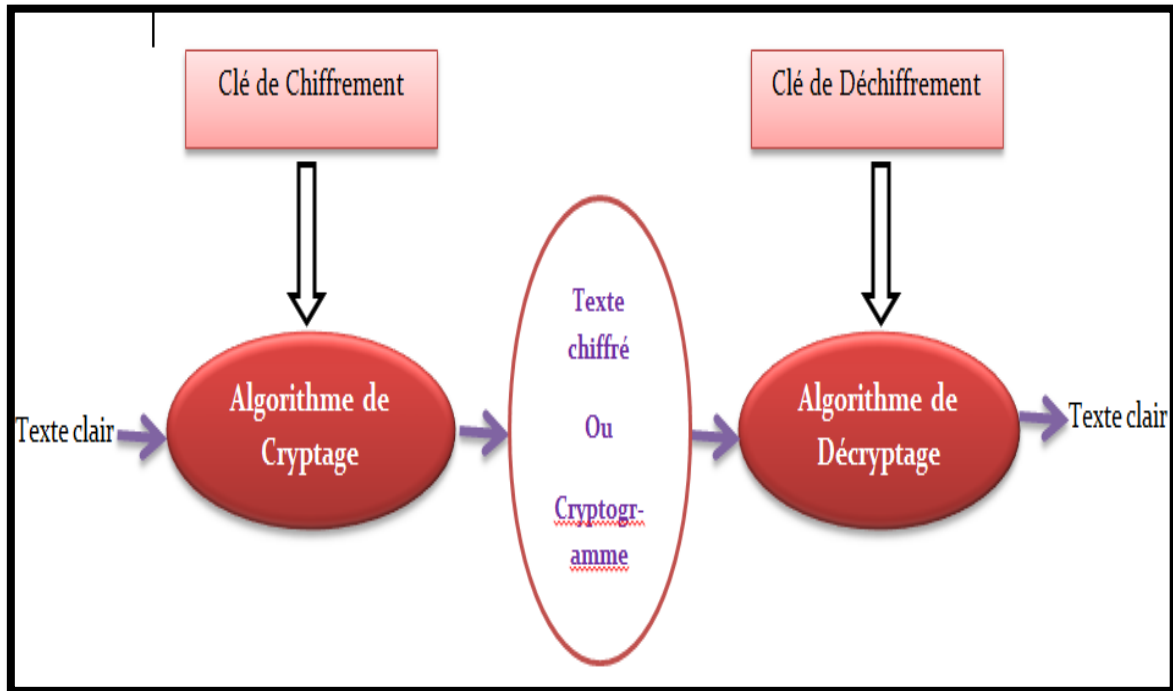 Clé de Chiffrement
Clé de Déchiffrement
Texte clair
Algorithme de
Cryptage
Texte
chiffré
Ou
Cryptogr-
amme
Algorithme de
Décryptage
Texte clair